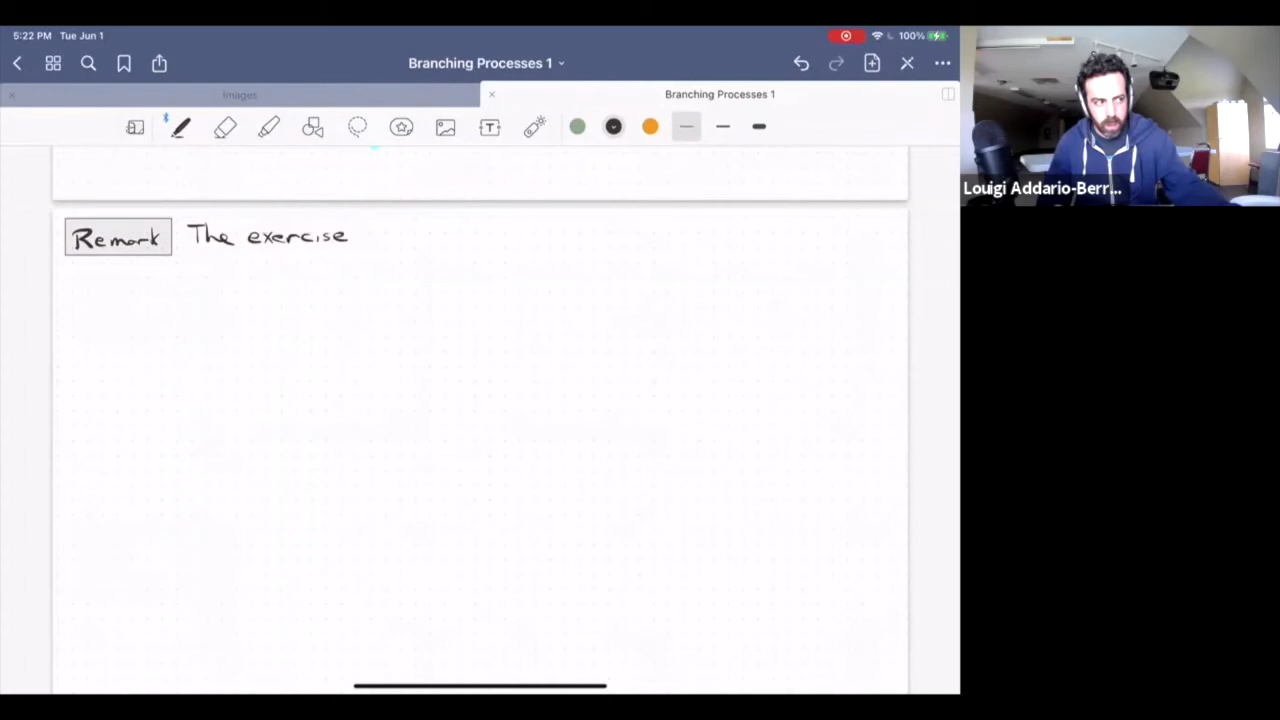 5:22 PM Tue Jun 1
100%
Branching Processes 1
Images
Branching Processes 1
T
Louigi Addario-Berr...
Remark The exercise